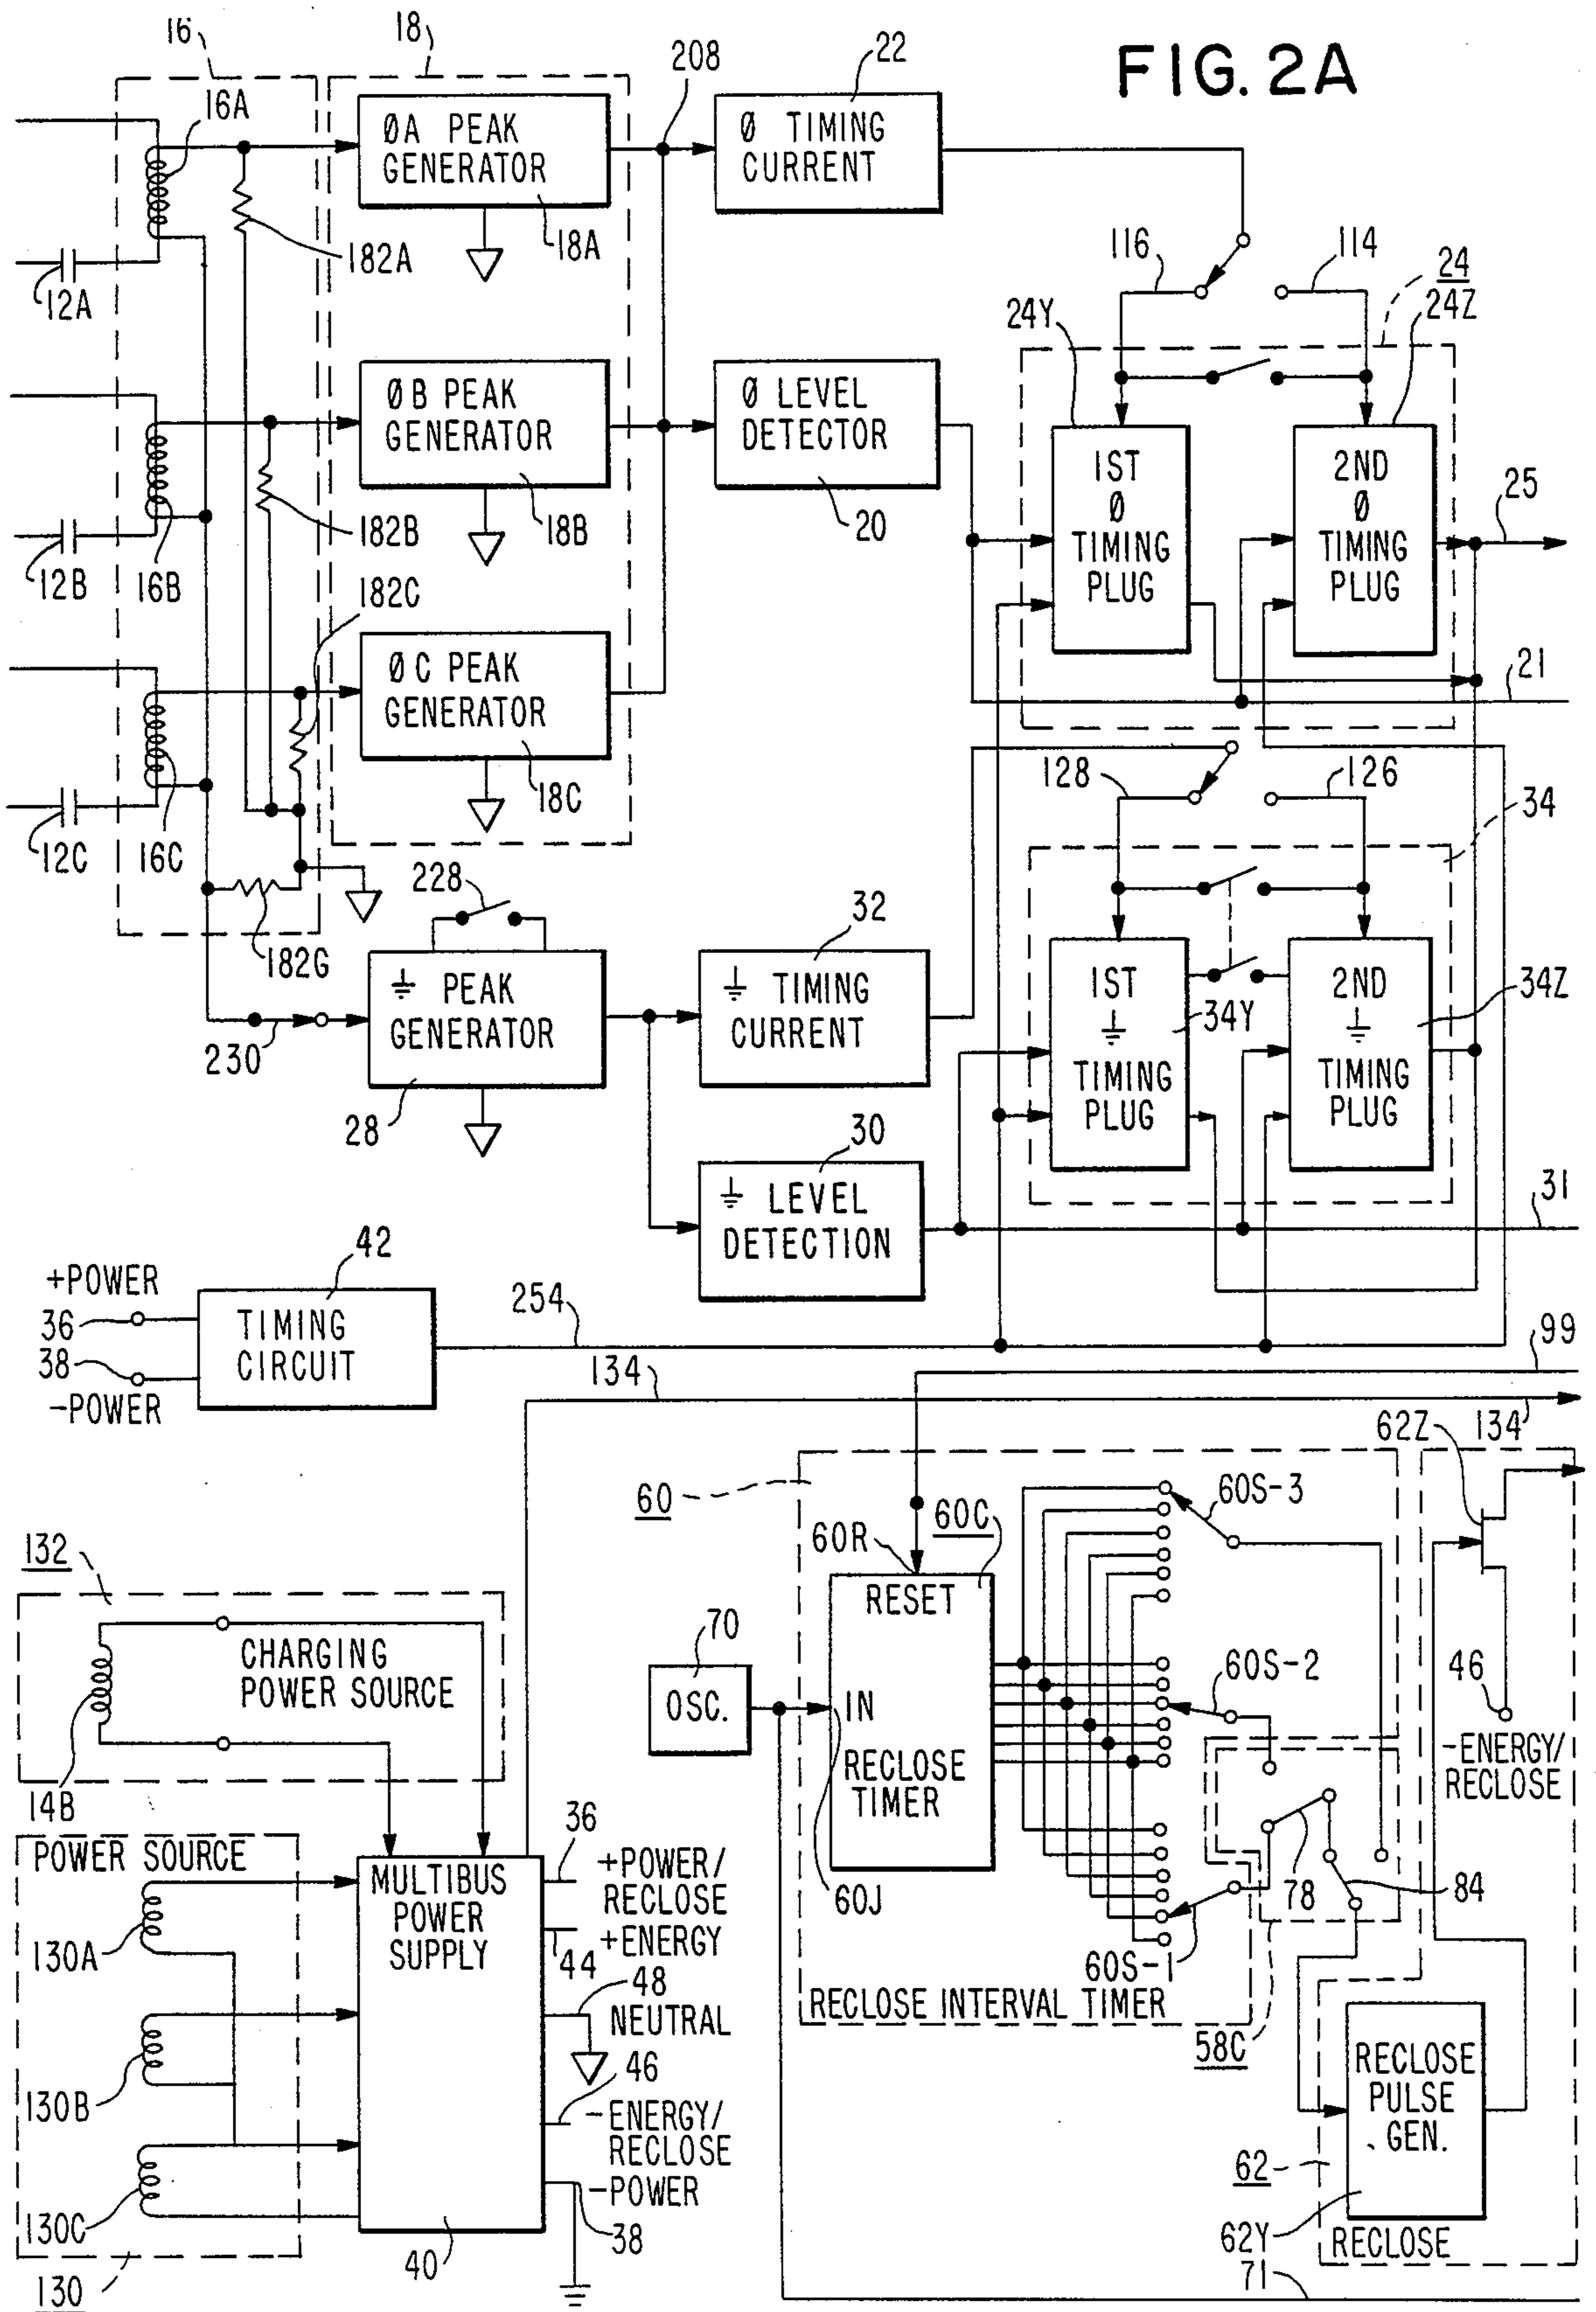 FIG. 2A
16
18
208
22
16A
ØA PEAK
GENERATOR
Ø TIMING
CURRENT
182A
18A
12A
116
114
24
24Y
24Z
ØB PEAK
GENERATOR
Ø LEVEL
DETECTOR
1ST
Ø
TIMING
PLUG
2ND
Ø
TIMING
PLUG
25
182B
18B
20
12B
16B
182C
ØC PEAK
GENERATOR
21
128
126
34
18C
12C
16C
228
32
182G
⏚ PEAK
GENERATOR
⏚ TIMING
CURRENT
1ST
⏚
TIMING
PLUG
34Y
2ND
⏚
TIMING
PLUG
34Z
230
28
30
⏚ LEVEL
DETECTION
31
42
+POWER
36
38
-POWER
TIMING
CIRCUIT
254
99
134
134
62Z
60
60C
60S-3
60R
132
RESET
70
OSC.
IN
RECLOSE
TIMER
60J
60S-2
46
-ENERGY/
RECLOSE
CHARGING
POWER SOURCE
14B
POWER SOURCE
36
MULTIBUS
POWER
SUPPLY
+POWER/
RECLOSE
44
+ENERGY
48
NEUTRAL
46
-ENERGY/
RECLOSE
-POWER
38
130A
130B
130C
130
40
78
84
60S-1
RECLOSE INTERVAL TIMER
58C
RECLOSE
PULSE
GEN.
62
62Y
RECLOSE
71